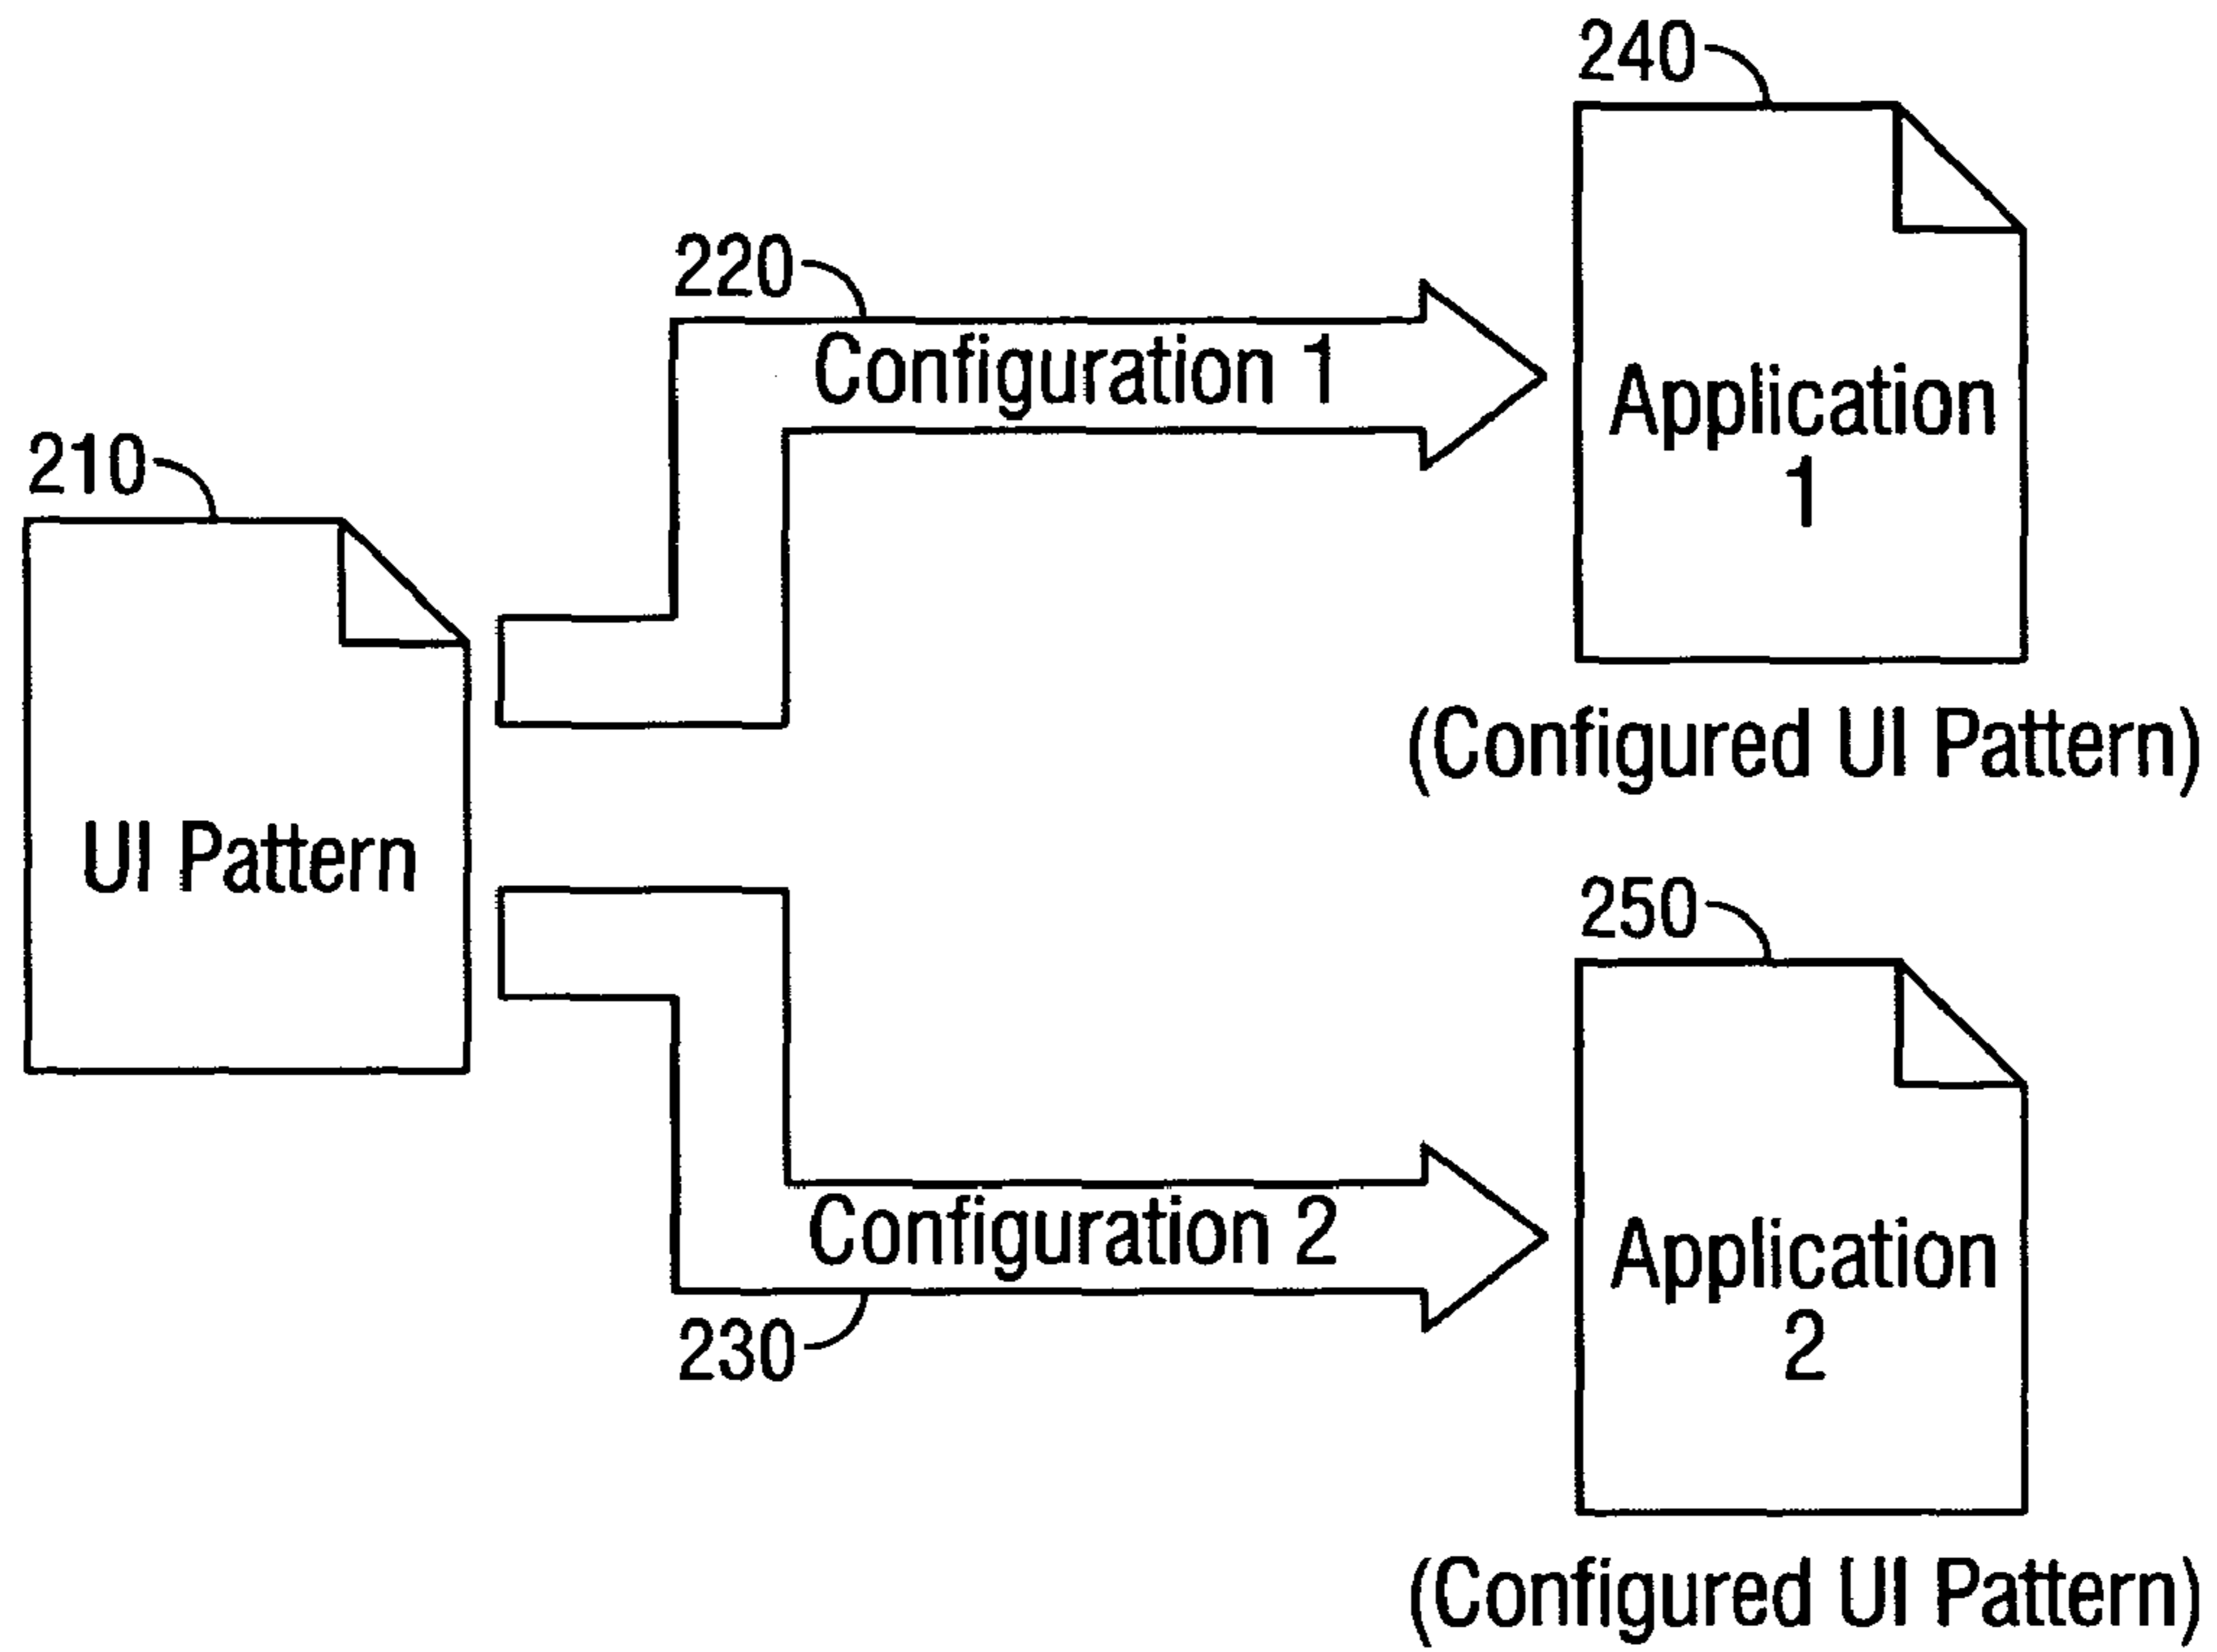 240
220
Configuration 1
Application
1
210
(Configured UI Pattern)
UI Pattern
250
Configuration 2
Application
2
230
(Configured UI Pattern)